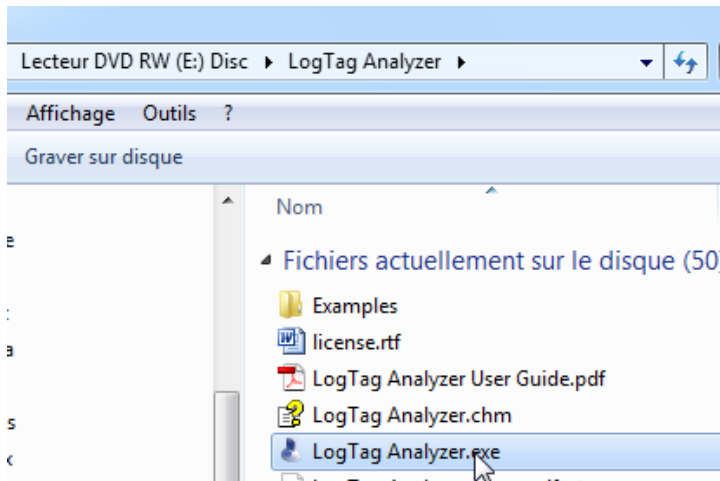 Lecteur DVD RW (E:) Disc ▸ LogTag Analyzer ▸
Affichage Outils ?
Graver sur disque
Nom
Fichiers actuellement sur le disque (50)
Examples
license.rtf
LogTag Analyzer User Guide.pdf
LogTag Analyzer.chm
LogTag Analyzer.exe